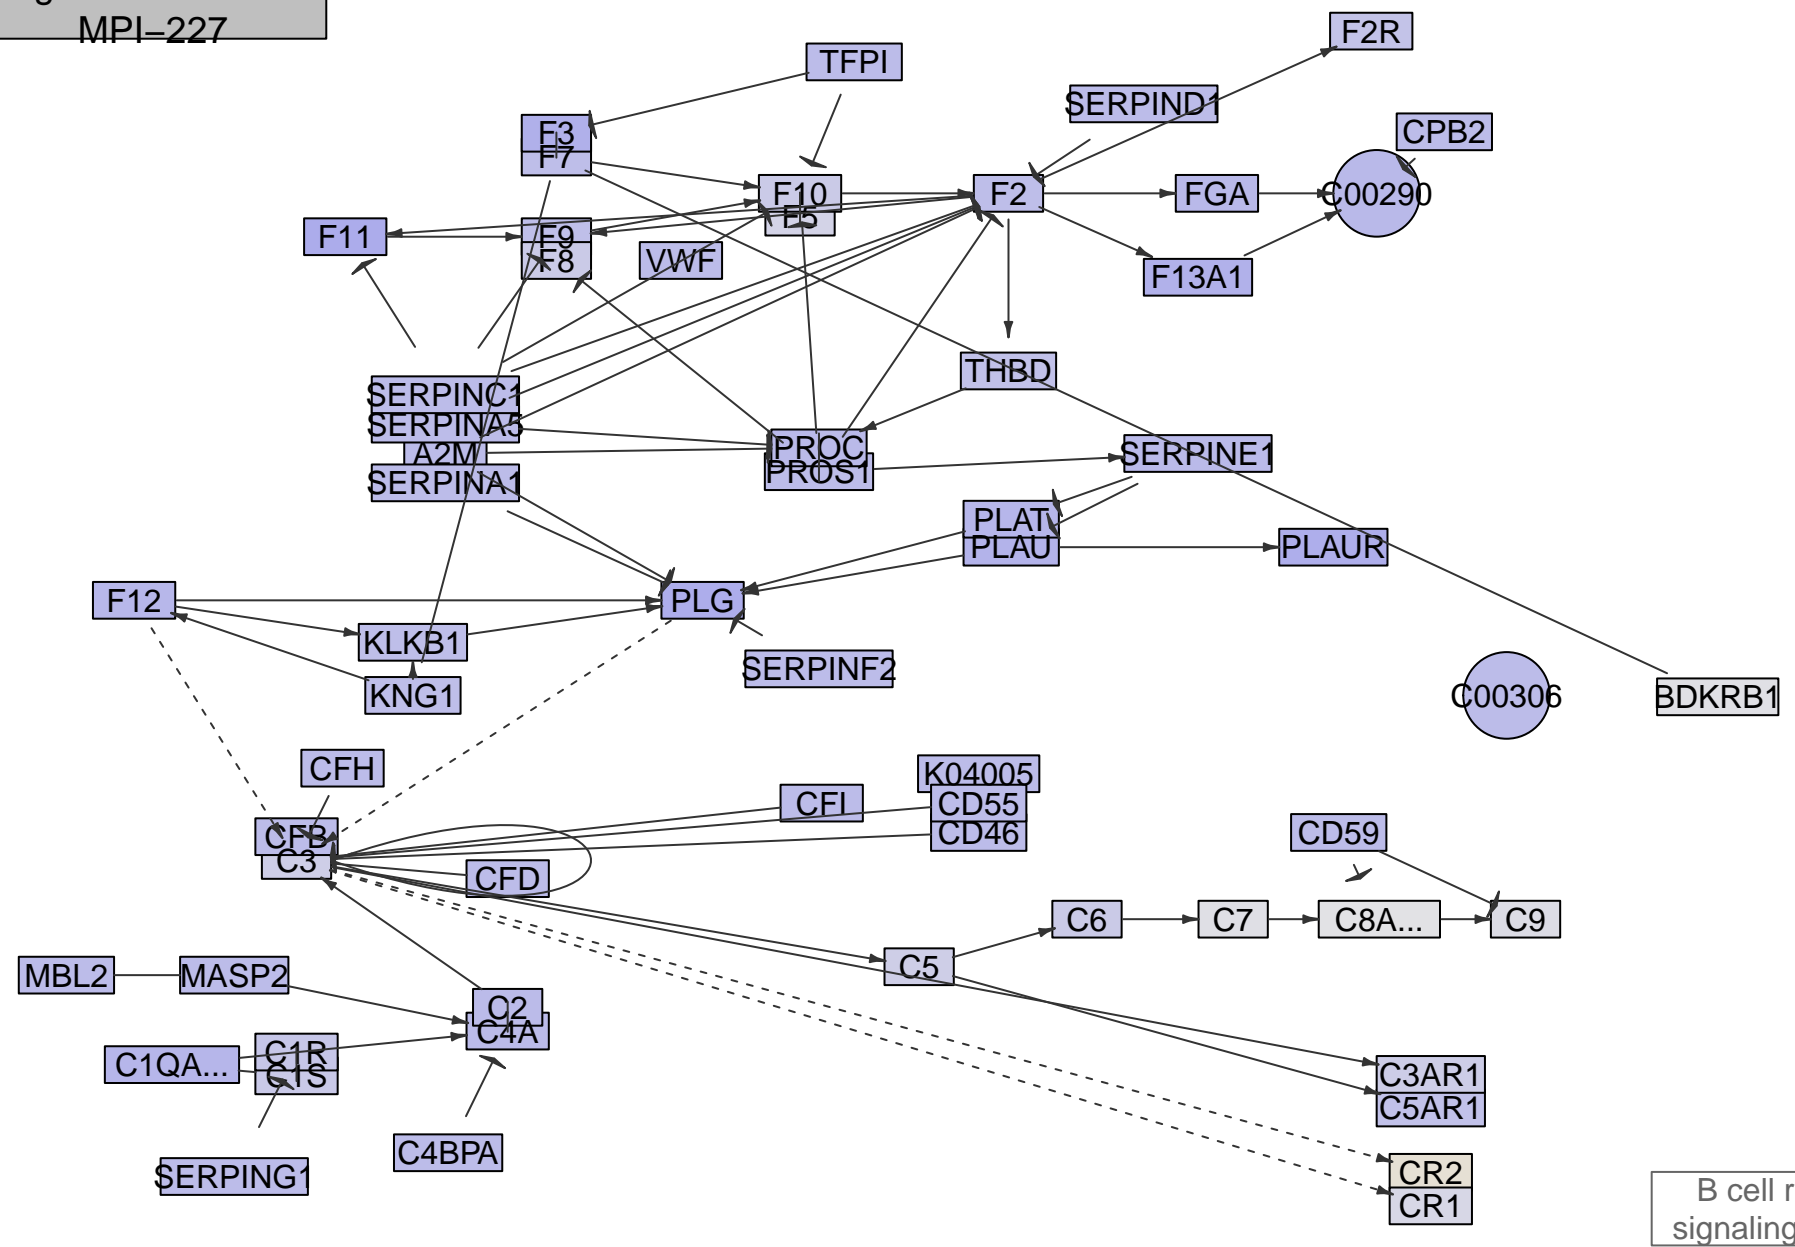 MPI–227
F2R
TFPI
SERPIND1
CPB2
F3
F7
F10
F5
F2
FGA
C00290
F11
F9
F8
VWF
F13A1
THBD
SERPINC1
SERPINA5
A2M
SERPINA1
PROC
PROS1
SERPINE1
PLAT
PLAU
PLAUR
F12
PLG
KLKB1
SERPINF2
KNG1
C00306
BDKRB1
CFH
K04005
CFI
CD55
CD46
CD59
CFB
C3
CFD
C6
C7
C8A...
C9
C5
MBL2
MASP2
C2
C4A
C1R
C1S
C1QA...
C3AR1
C5AR1
C4BPA
SERPING1
CR2
CR1
B cell r
signaling